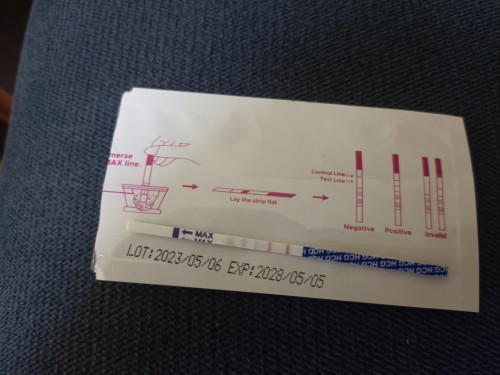 merse
MAX line.
Lay the strip flat
Control Line
Test Line
Negative
Positive
Invalid
MAX
MAX
HCG HCG HCG HCG HCG
LOT:2023/05/06 EXP:2028/05/05